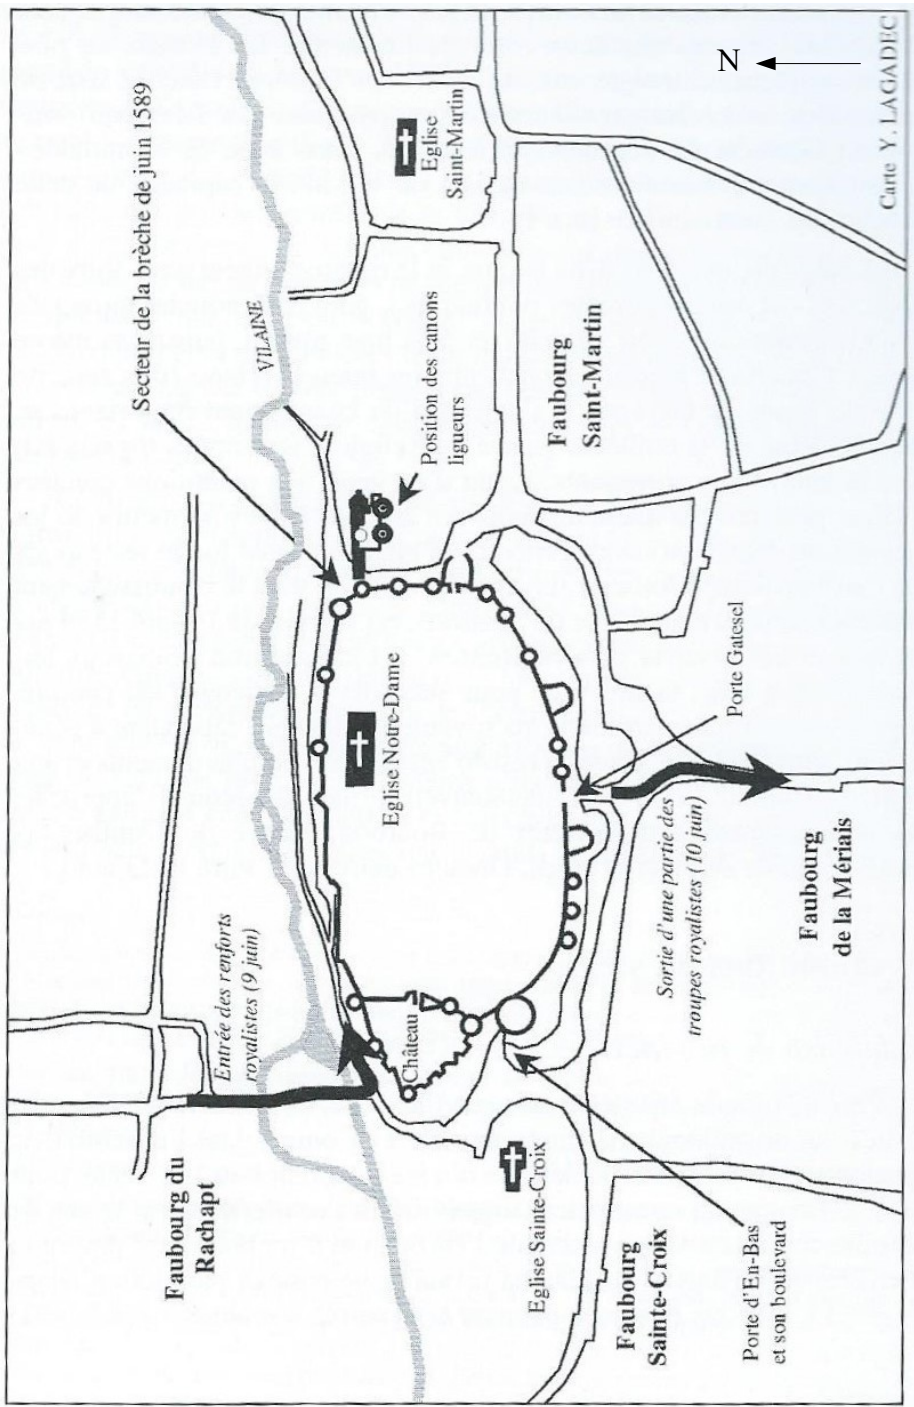 N
Carte Y. LAGADEC
Secteur de la brèche de juin 1589
VILAINE
Eglise
Saint-Martin
Position des canons
ligueurs
Faubourg
Saint-Martin
Eglise Notre-Dame
Porte Gatesel
Entrée des renforts
royalistes (9 juin)
Château
Sortie d'une partie des
troupes royalistes (10 juin)
Faubourg
de la Mériais
Faubourg du
Rachapt
Eglise Sainte-Croix
Faubourg
Sainte-Croix
Porte d'En-Bas
et son boulevard